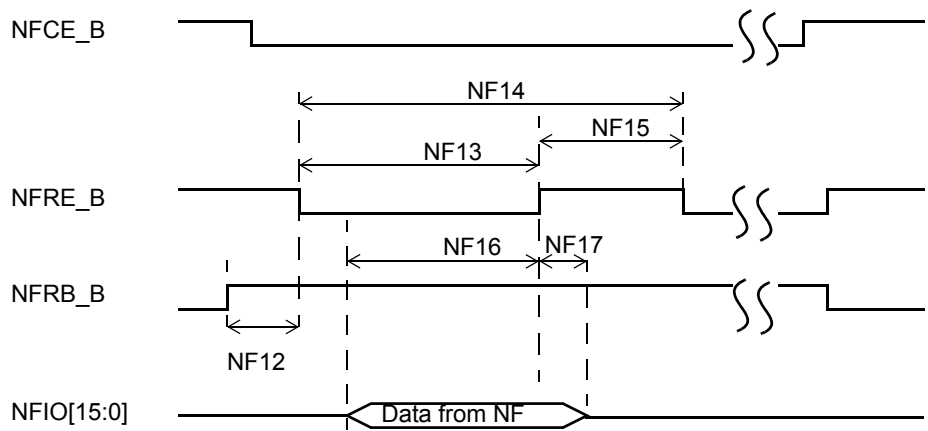 NFCE_B
NF14
NF15
NF13
NFRE_B
NF16
NF17
NFRB_B
NF12
NFIO[15:0]
Data from NF